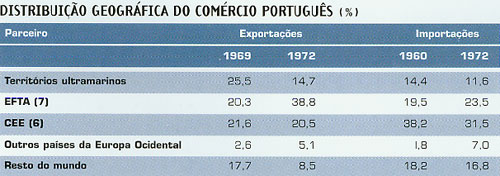 DISTRIBUIÇÃO GEOGRÁFICA DO COMÉRCIO PORTUGUÊS (%)
Parceiro Exportações Importações
1969 1972 1960 1972
Territórios ultramarinos 25,5 14,7 14,4 11,6
EFTA (7) 20,3 38,8 19,5 23,5
CEE (6) 21,6 20,5 38,2 31,5
Outros países da Europa Ocidental 2,6 5,1 1,8 7,0
Resto do mundo 17,7 8,5 18,2 16,8